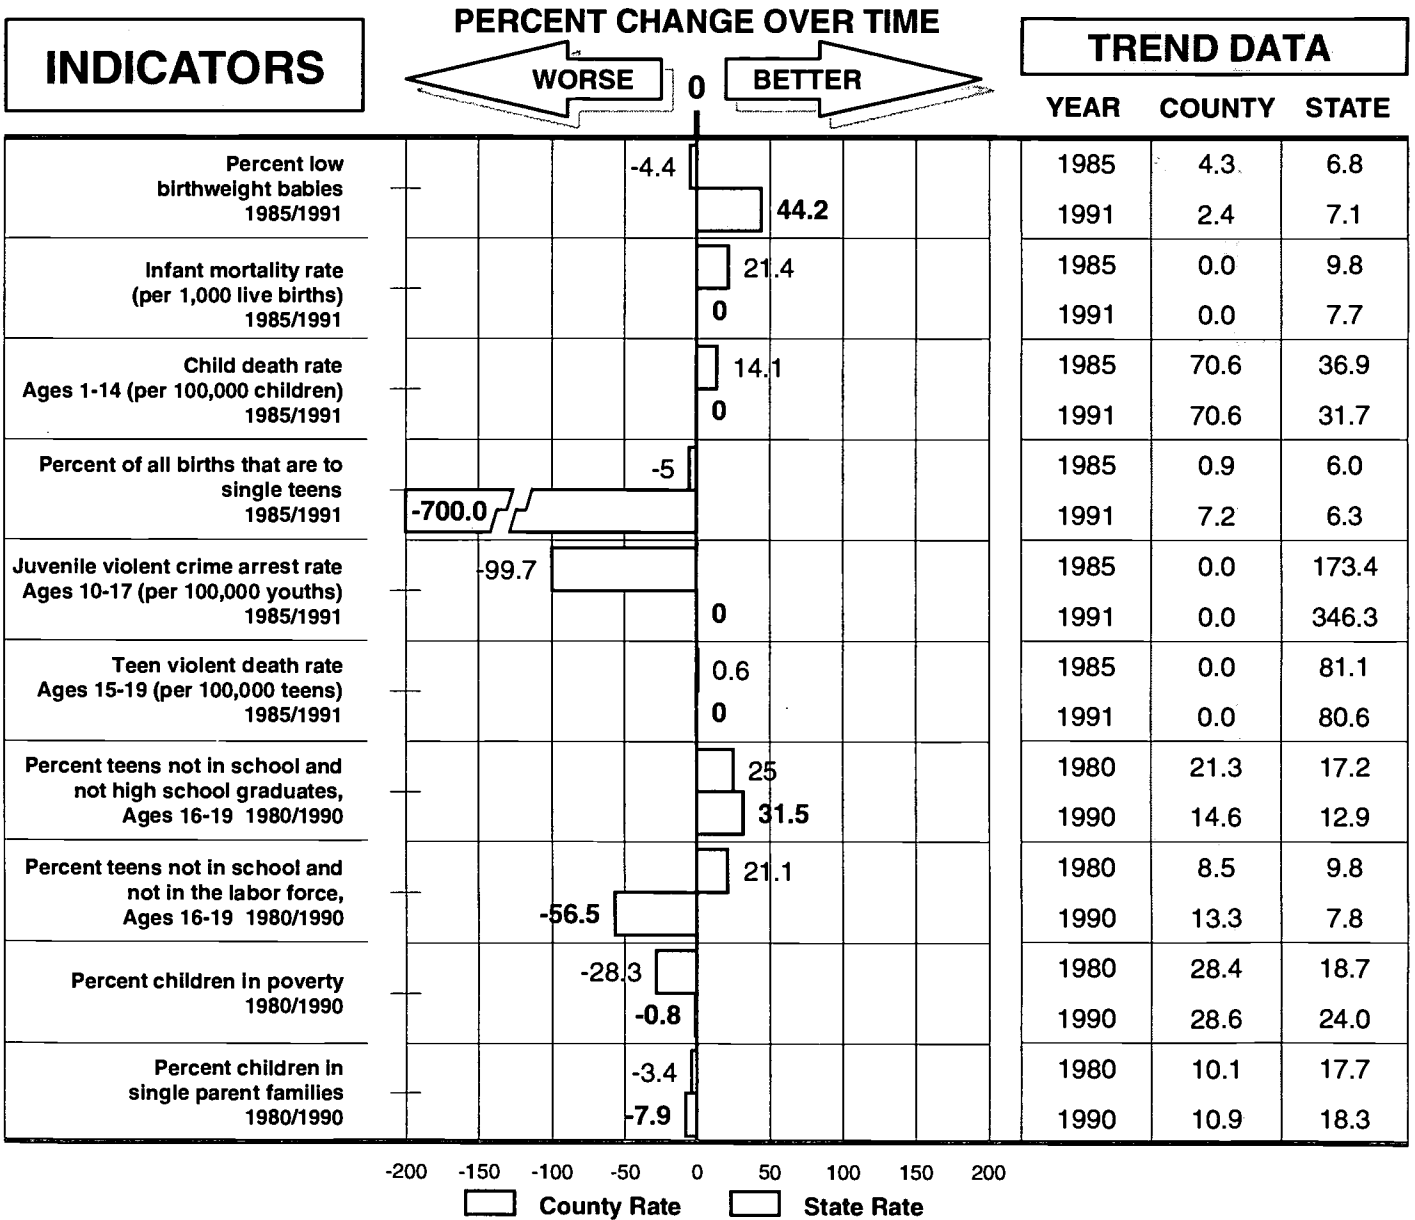 PERCENT CHANGE OVER TIME
INDICATORS
WORSE
0
BETTER
TREND DATA
YEAR COUNTY STATE
Percent low
birthweight babies
1985/1991
-4.4
44.2
1985 4.3 6.8
1991 2.4 7.1
Infant mortality rate
(per 1,000 live births)
1985/1991
21.4
0
1985 0.0 9.8
1991 0.0 7.7
Child death rate
Ages 1-14 (per 100,000 children)
1985/1991
14.1
0
1985 70.6 36.9
1991 70.6 31.7
Percent of all births that are to
single teens
1985/1991
-5
-700.0
1985 0.9 6.0
1991 7.2 6.3
Juvenile violent crime arrest rate
Ages 10-17 (per 100,000 youths)
1985/1991
-99.7
0
1985 0.0 173.4
1991 0.0 346.3
Teen violent death rate
Ages 15-19 (per 100,000 teens)
1985/1991
0.6
0
1985 0.0 81.1
1991 0.0 80.6
Percent teens not in school and
not high school graduates,
Ages 16-19 1980/1990
25
31.5
1980 21.3 17.2
1990 14.6 12.9
Percent teens not in school and
not in the labor force,
Ages 16-19 1980/1990
21.1
-56.5
1980 8.5 9.8
1990 13.3 7.8
Percent children in poverty
1980/1990
-28.3
-0.8
1980 28.4 18.7
1990 28.6 24.0
Percent children in
single parent families
1980/1990
-3.4
-7.9
1980 10.1 17.7
1990 10.9 18.3
-200 -150 -100 -50 0 50 100 150 200
County Rate State Rate